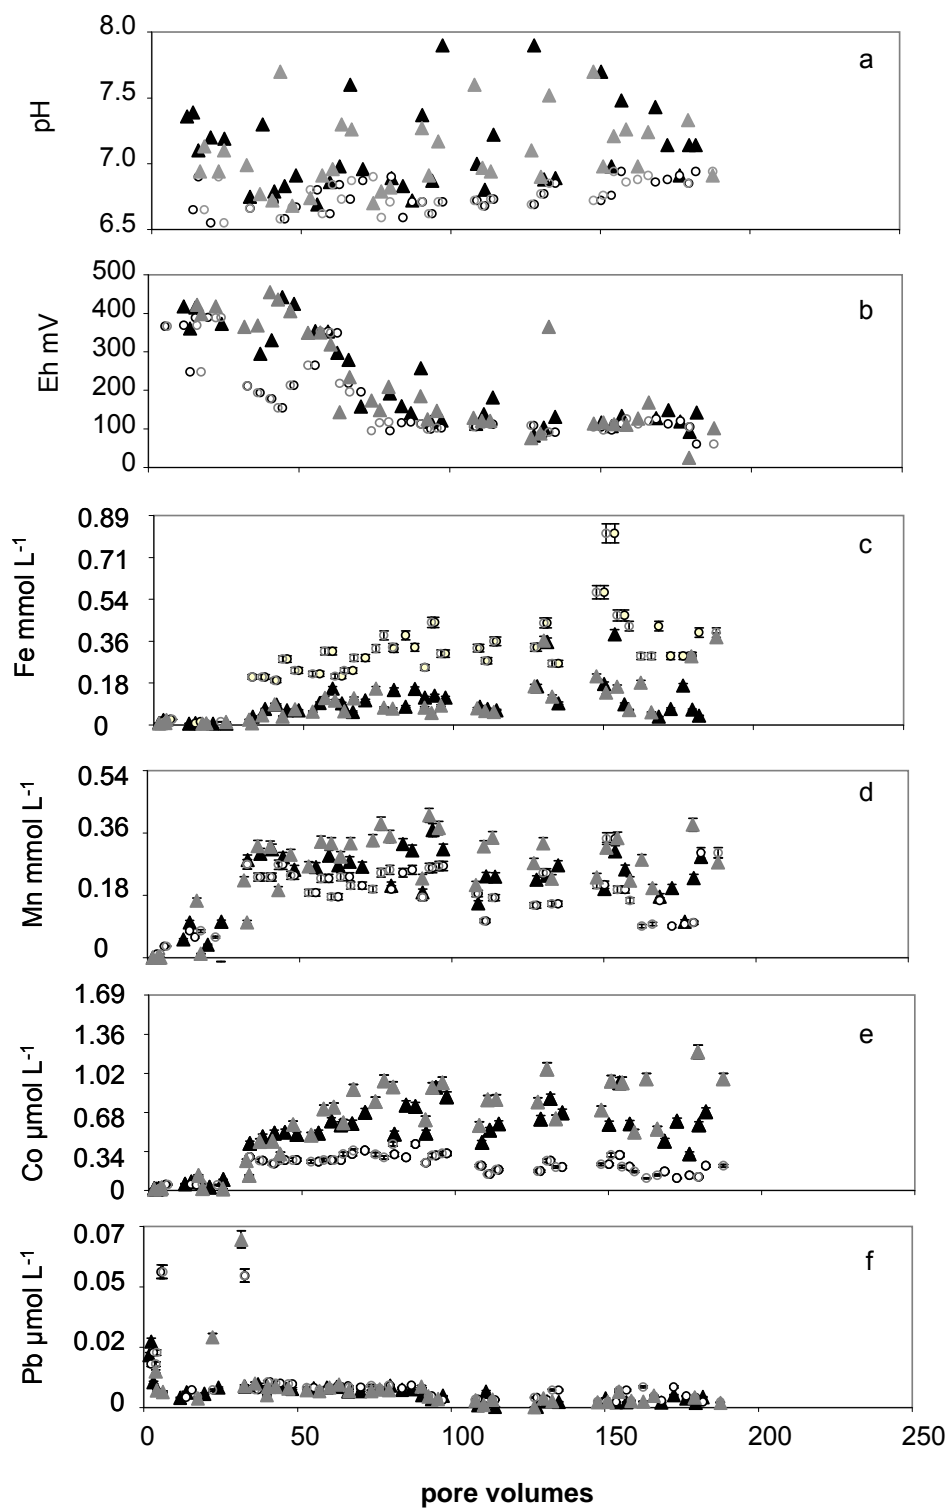 8.0
7.5
7.0
6.5
pH
a
500
400
300
200
100
0
Eh mV
b
0.89
0.71
0.54
0.36
0.18
0
Fe mmol L-1
c
0.54
0.36
0.18
0
Mn mmol L-1
d
1.69
1.36
1.02
0.68
0.34
0
Co µmol L-1
e
0.07
0.05
0.02
0
Pb µmol L-1
f
0 50 100 150 200 250
pore volumes